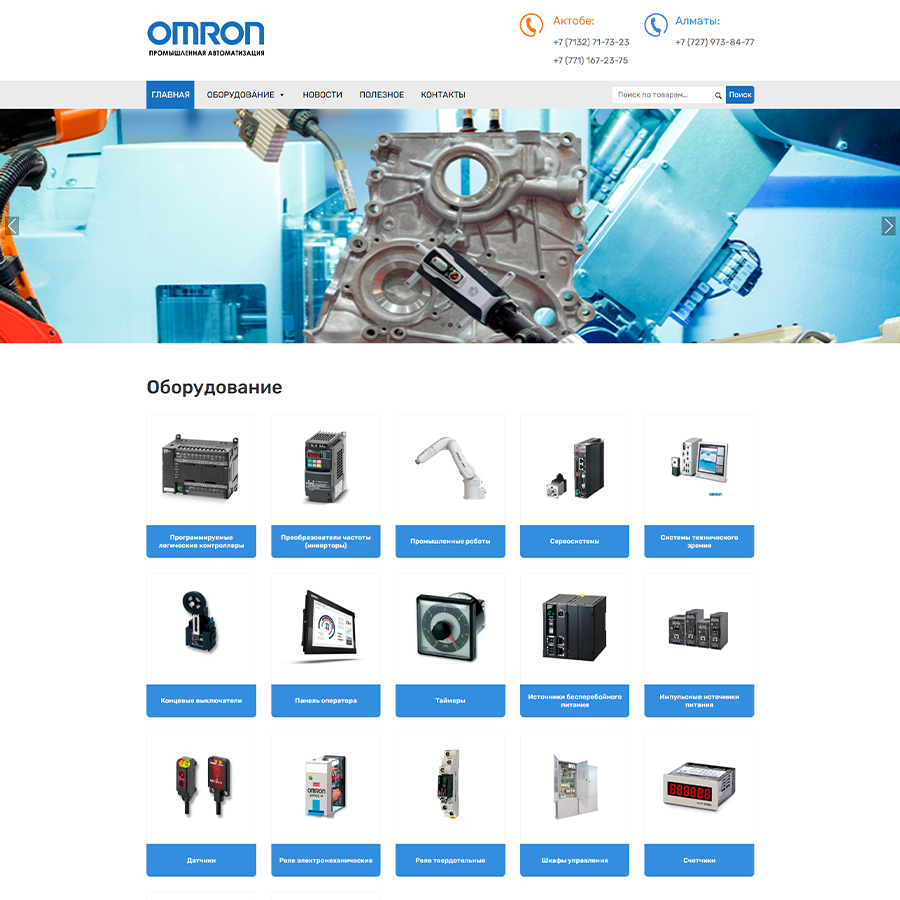 OMRON
ПРОМЫШЛЕННАЯ АВТОМАТИЗАЦИЯ
Актобе:
+7 (7132) 71-73-23
+7 (771) 167-23-75
Алматы:
+7 (727) 973-84-77
ГЛАВНАЯ ОБОРУДОВАНИЕ НОВОСТИ ПОЛЕЗНОЕ КОНТАКТЫ
Поиск по товарам... Поиск
Оборудование
Программируемые
логические контроллеры
Преобразователи частоты
(инверторы)
Промышленные роботы
Сервосистемы
OMRON
Системы технического
зрения
Концевые выключатели
Панель оператора
Таймеры
Источники бесперебойного
питания
Импульсные источники
питания
Датчики
OMRON
Реле электромеханические
Реле твердотельные
Шкафы управления
Счетчики